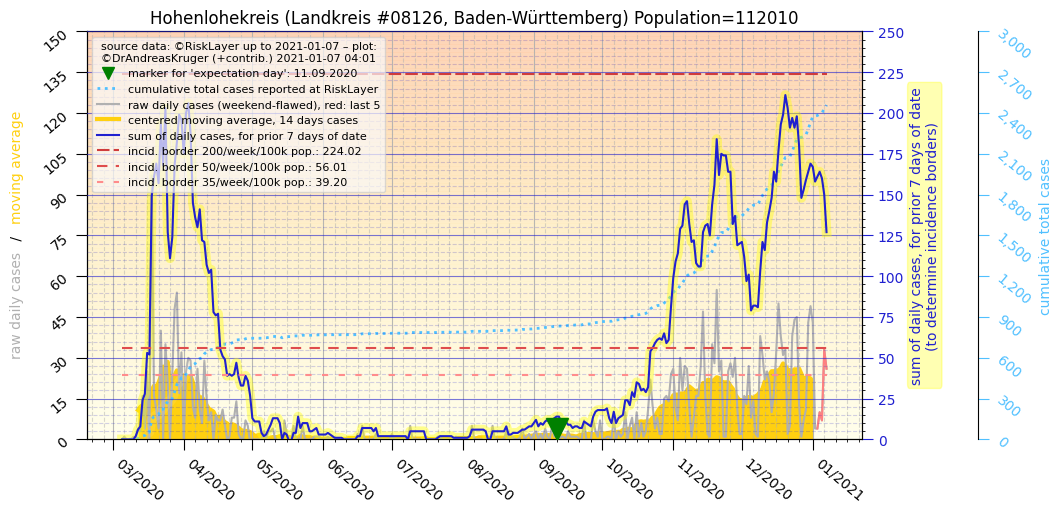 Hohenlohekreis (Landkreis #08126, Baden-Württemberg) Population=112010
source data: ©RiskLayer up to 2021-01-07 – plot:
©DrAndreasKruger (+contrib.) 2021-01-07 04:01
marker for 'expectation day': 11.09.2020
cumulative total cases reported at RiskLayer
raw daily cases (weekend-flawed), red: last 5
centered moving average, 14 days cases
sum of daily cases, for prior 7 days of date
incid. border 200/week/100k pop.: 224.02
incid. border 50/week/100k pop.: 56.01
incid. border 35/week/100k pop.: 39.20
raw daily cases / moving average
150
135
120
105
90
75
60
45
30
15
0
03/2020
04/2020
05/2020
06/2020
07/2020
08/2020
09/2020
10/2020
11/2020
12/2020
01/2021
250
225
200
175
150
125
100
75
50
25
0
sum of daily cases, for prior 7 days of date
(to determine incidence borders)
3,000
2,700
2,400
2,100
1,800
1,500
1,200
900
600
300
0
cumulative total cases